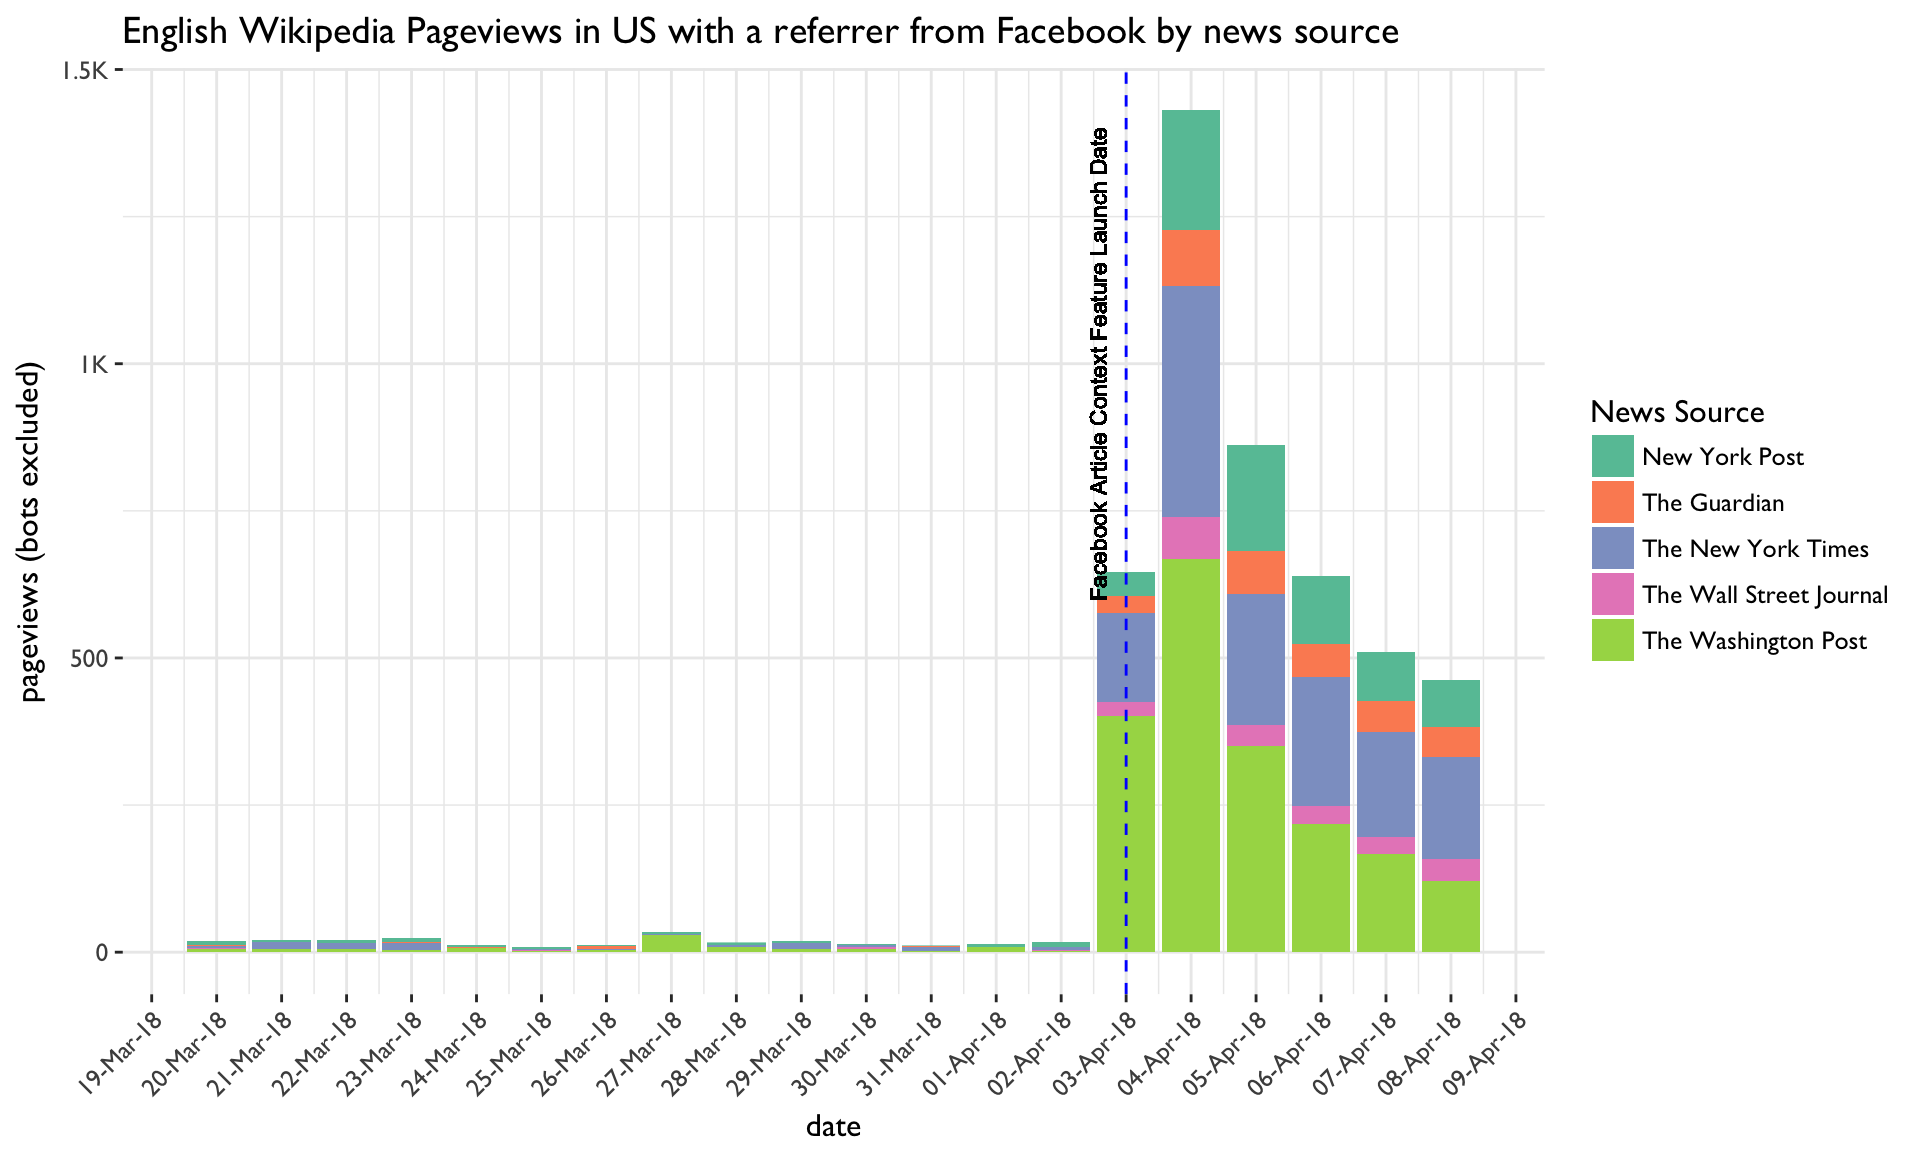 English Wikipedia Pageviews in US with a referrer from Facebook by news source
1.5K
1K
500
0
pageviews (bots excluded)
Facebook Article Context Feature Launch Date
19-Mar-18
20-Mar-18
21-Mar-18
22-Mar-18
23-Mar-18
24-Mar-18
25-Mar-18
26-Mar-18
27-Mar-18
28-Mar-18
29-Mar-18
30-Mar-18
31-Mar-18
01-Apr-18
02-Apr-18
03-Apr-18
04-Apr-18
05-Apr-18
06-Apr-18
07-Apr-18
08-Apr-18
09-Apr-18
date
News Source
New York Post
The Guardian
The New York Times
The Wall Street Journal
The Washington Post